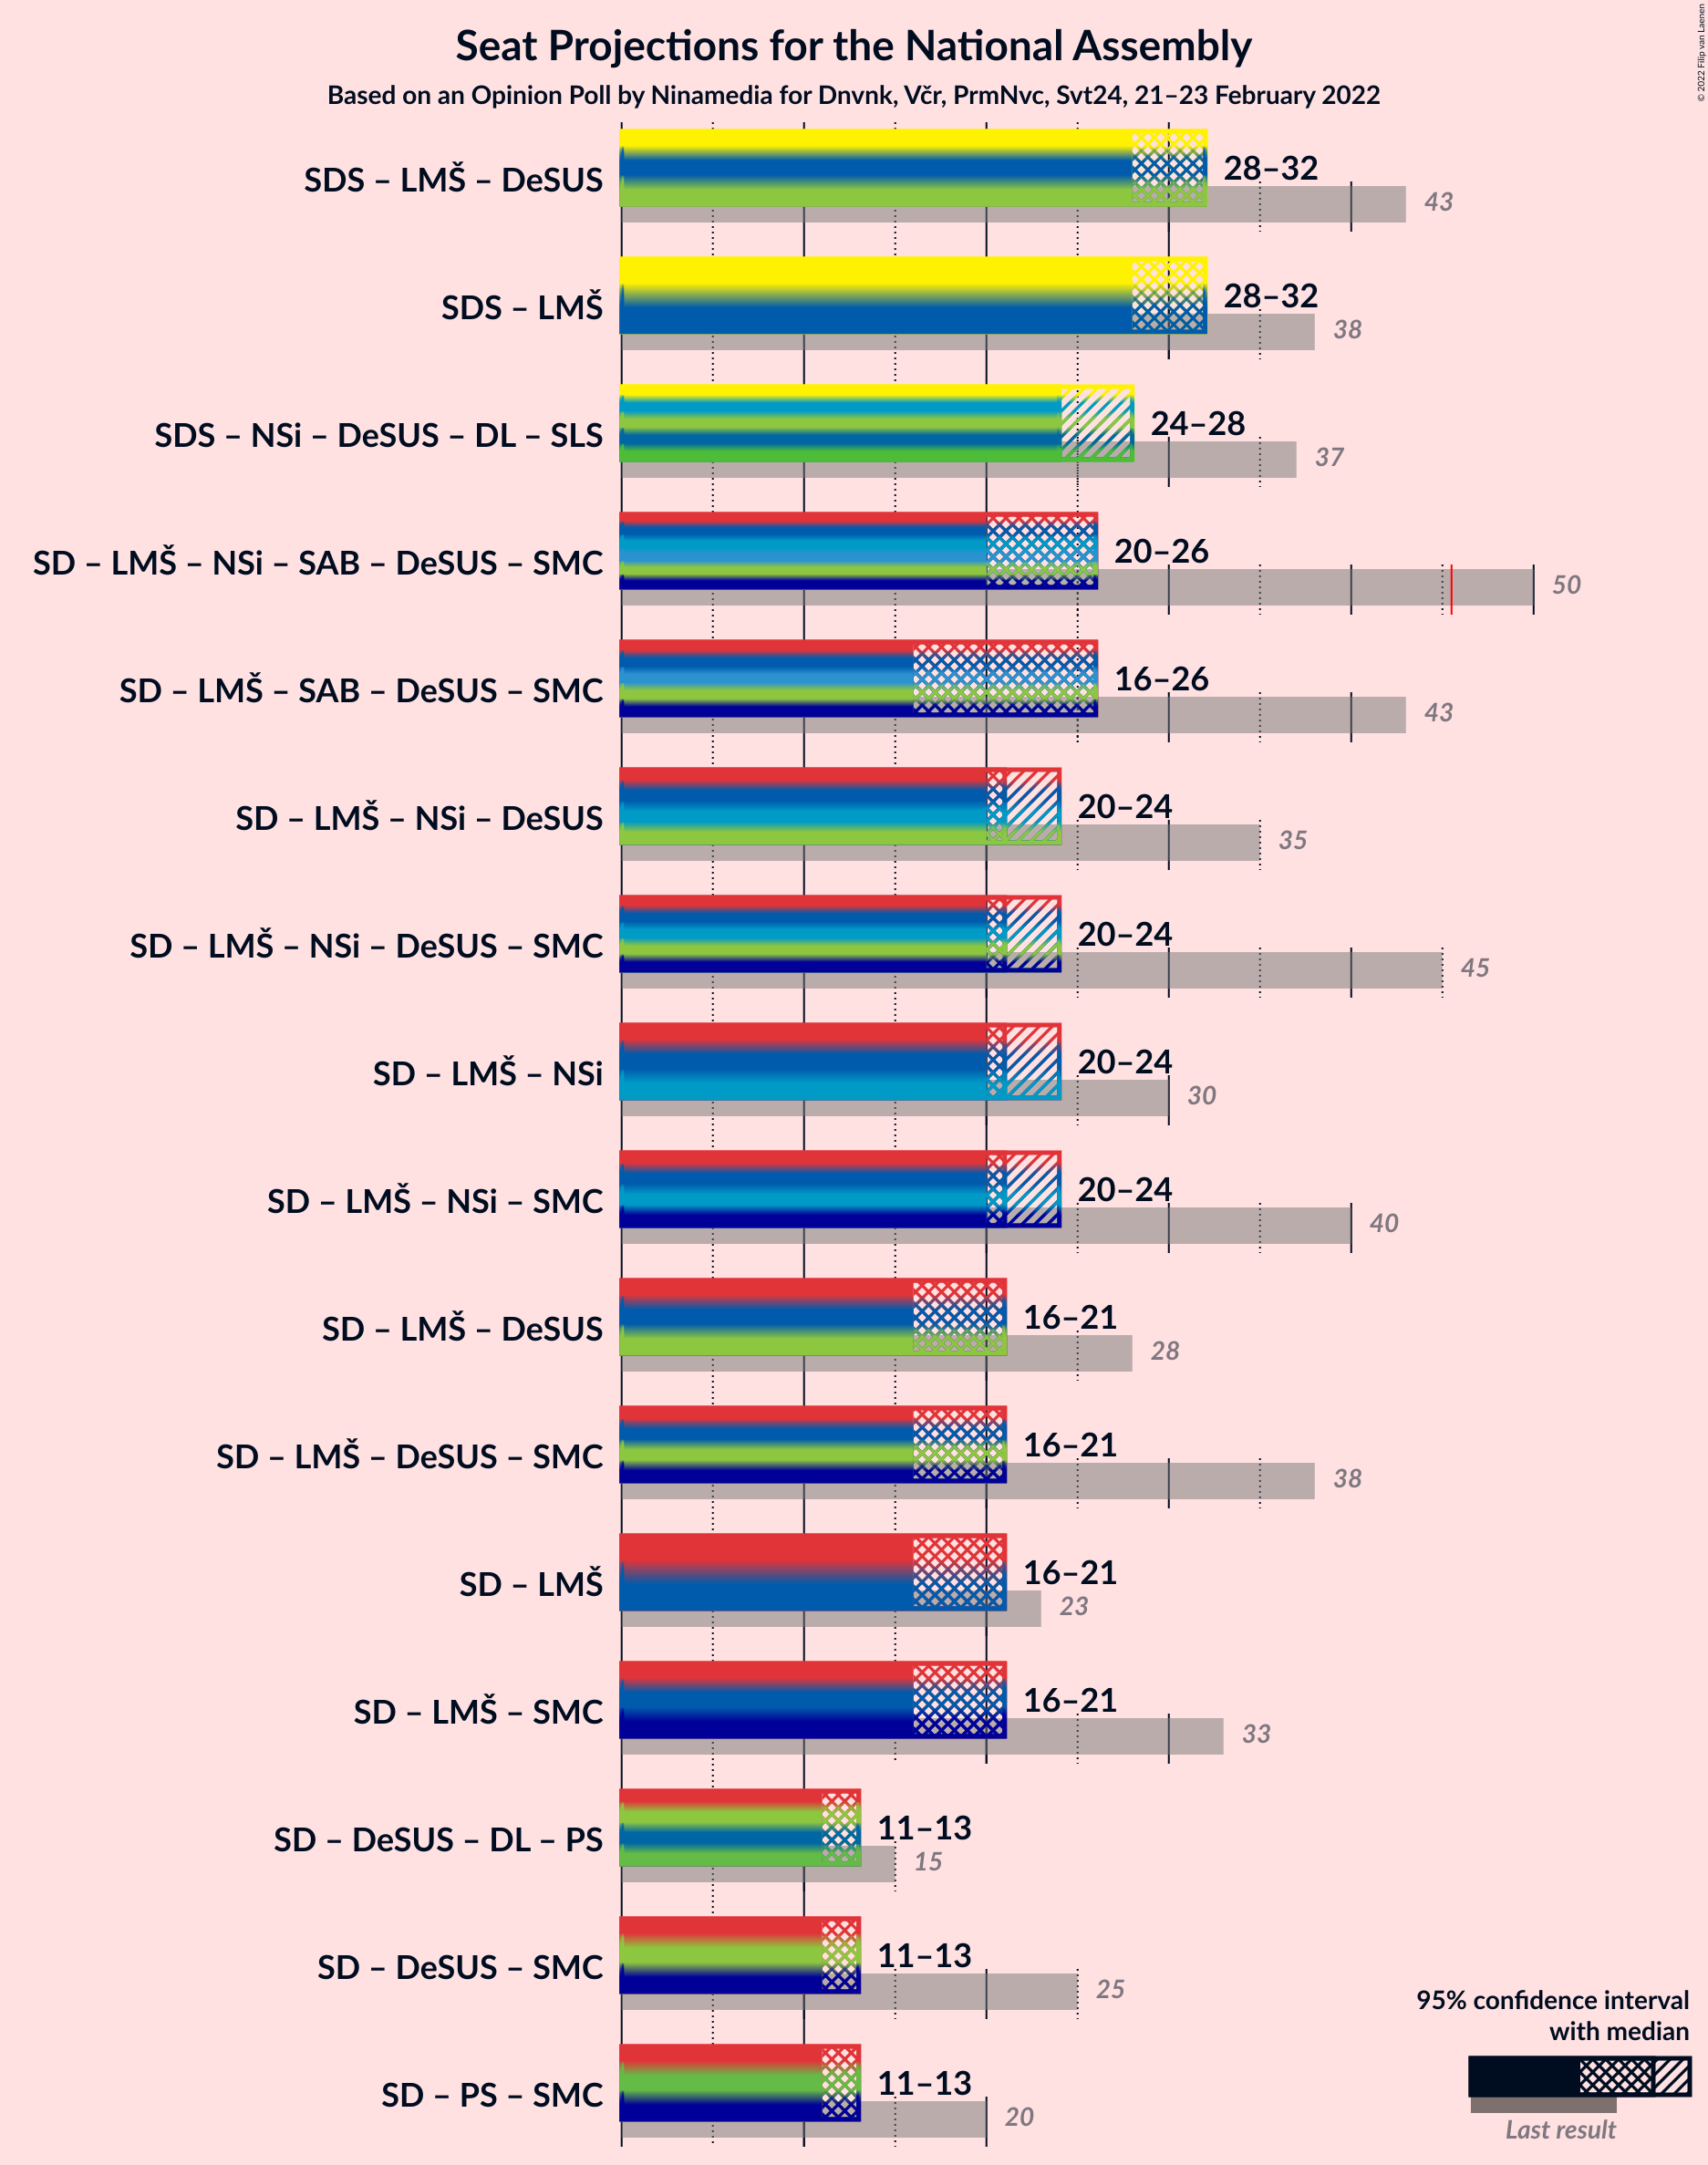 Seat Projections for the National Assembly
Based on an Opinion Poll by Ninamedia for Dnvnk, Včr, PrmNvc, Svt24, 21–23 February 2022
© 2022 Filip van Laenen
SDS – LMŠ – DeSUS
28–32
43
SDS – LMŠ
28–32
38
SDS – NSi – DeSUS – DL – SLS
24–28
37
SD – LMŠ – NSi – SAB – DeSUS – SMC
20–26
50
SD – LMŠ – SAB – DeSUS – SMC
16–26
43
SD – LMŠ – NSi – DeSUS
20–24
35
SD – LMŠ – NSi – DeSUS – SMC
20–24
45
SD – LMŠ – NSi
20–24
30
SD – LMŠ – NSi – SMC
20–24
40
SD – LMŠ – DeSUS
16–21
28
SD – LMŠ – DeSUS – SMC
16–21
38
SD – LMŠ
16–21
23
SD – LMŠ – SMC
16–21
33
SD – DeSUS – DL – PS
11–13
15
SD – DeSUS – SMC
11–13
25
SD – PS – SMC
11–13
20
95% confidence interval
with median
Last result